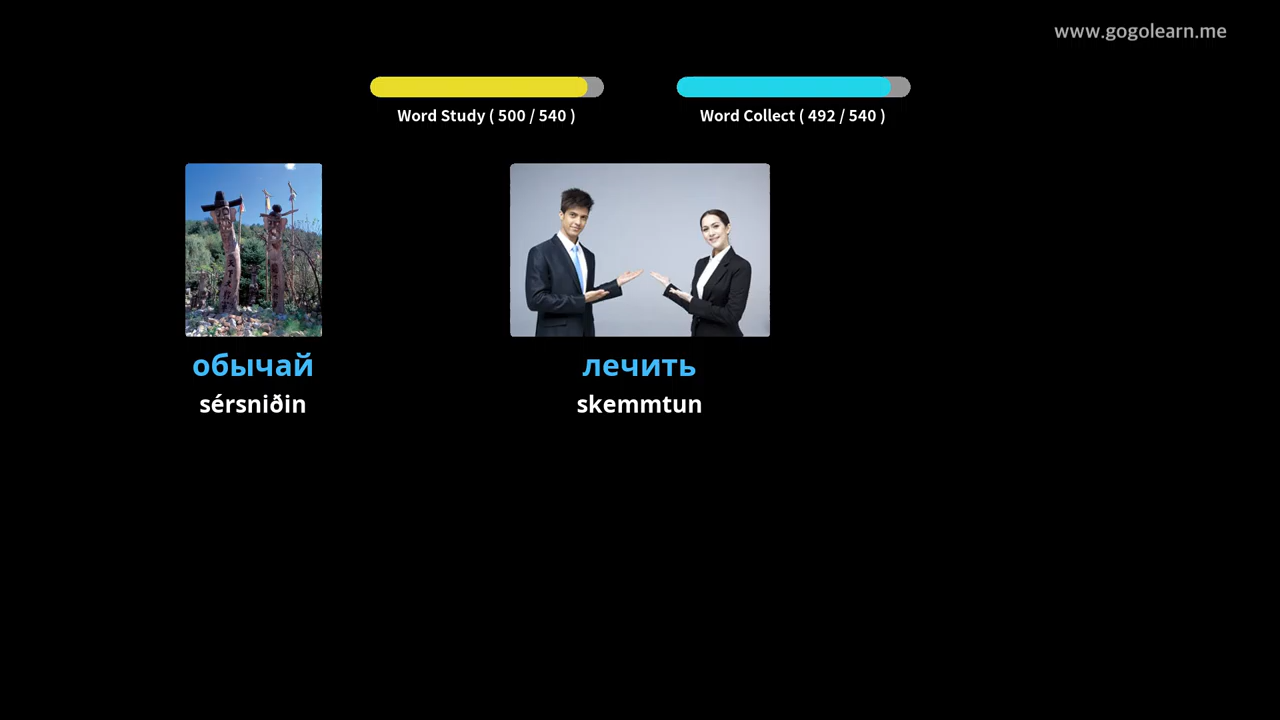 www.gogolearn.me
Word Study ( 500 / 540 )
Word Collect ( 492 / 540 )
обычай
sérsniðin
лечить
skemmtun